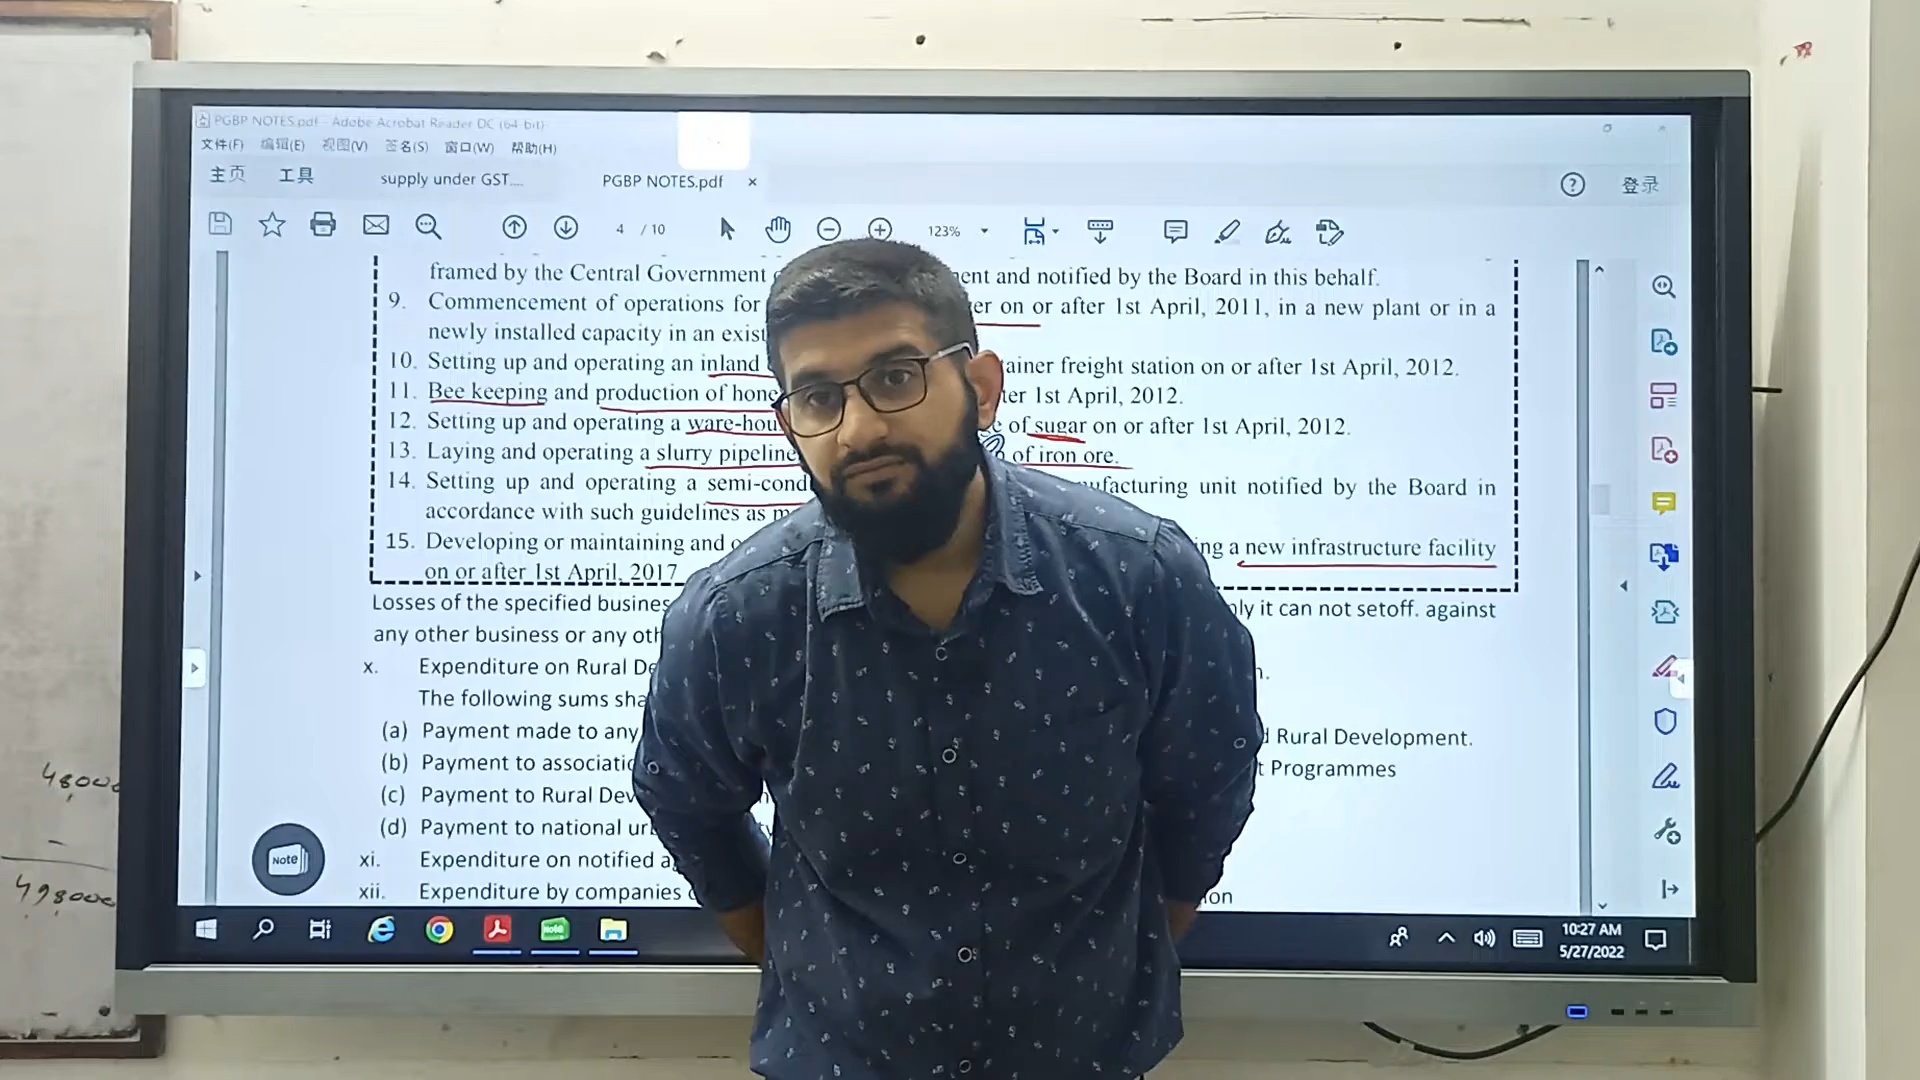 PGBP NOTES.pdf - Adobe Acrobat Reader DC (64-bit)
文件(F) 编辑(E) 视图(V) 签名(S) 窗口(W) 帮助(H)
主页 工具 supply under GST.... PGBP NOTES.pdf × ? 登录
4 / 10 123%
framed by the Central Government ent and notified by the Board in this behalf.
9. Commencement of operations for er on or after 1st April, 2011, in a new plant or in a
newly installed capacity in an exist
10. Setting up and operating an inland ainer freight station on or after 1st April, 2012.
11. Bee keeping and production of hone ter 1st April, 2012.
12. Setting up and operating a ware-hou e of sugar on or after 1st April, 2012.
13. Laying and operating a slurry pipeline of iron ore.
14. Setting up and operating a semi-cond ufacturing unit notified by the Board in
accordance with such guidelines as m
15. Developing or maintaining and o ng a new infrastructure facility
on or after 1st April, 2017
Losses of the specified busines nly it can not setoff. against
any other business or any oth
x. Expenditure on Rural De n.
The following sums sha
(a) Payment made to any d Rural Development.
(b) Payment to associatio t Programmes
(c) Payment to Rural Dev
(d) Payment to national ur
xi. Expenditure on notified a
xii. Expenditure by companies ion
Note
48000
498000
Note
10:27 AM
5/27/2022